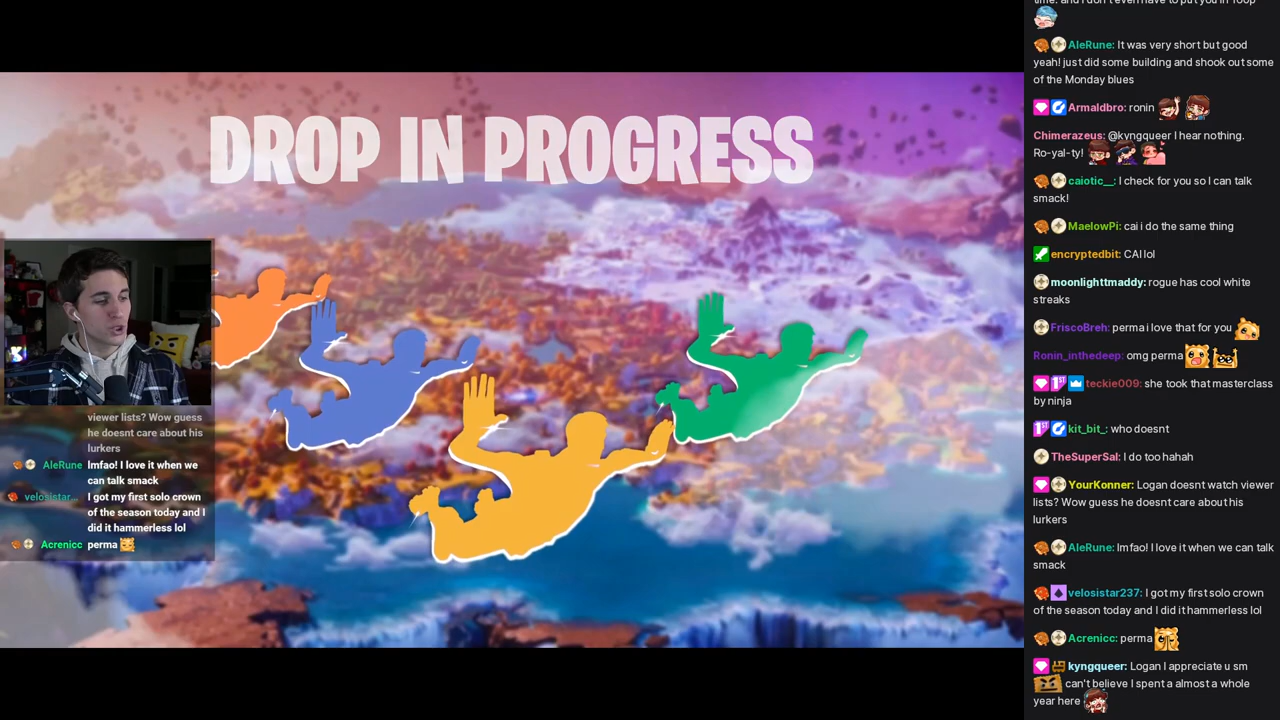 DROP IN PROGRESS
viewer lists? Wow guess
he doesnt care about his
lurkers
AleRune lmfao! I love it when we
can talk smack
velosistar... I got my first solo crown
of the season today and I
did it hammerless lol
Acrenicc perma
AleRune: It was very short but good
yeah! just did some building and shook out some
of the Monday blues
Armaldbro: ronin
Chimerazeus: @kyngqueer I hear nothing.
Ro-yal-ty!
caiotic__: I check for you so I can talk
smack!
MaelowPi: cai i do the same thing
encryptedbit: CAI lol
moonlighttmaddy: rogue has cool white
streaks
FriscoBreh: perma i love that for you
Ronin_inthedeep: omg perma
teckie009: she took that masterclass
by ninja
kit_bit_: who doesnt
TheSuperSal: I do too hahah
YourKonner: Logan doesnt watch viewer
lists? Wow guess he doesnt care about his
lurkers
AleRune: lmfao! I love it when we can talk
smack
velosistar237: I got my first solo crown
of the season today and I did it hammerless lol
Acrenicc: perma
kyngqueer: Logan I appreciate u sm
can't believe I spent a almost a whole
year here